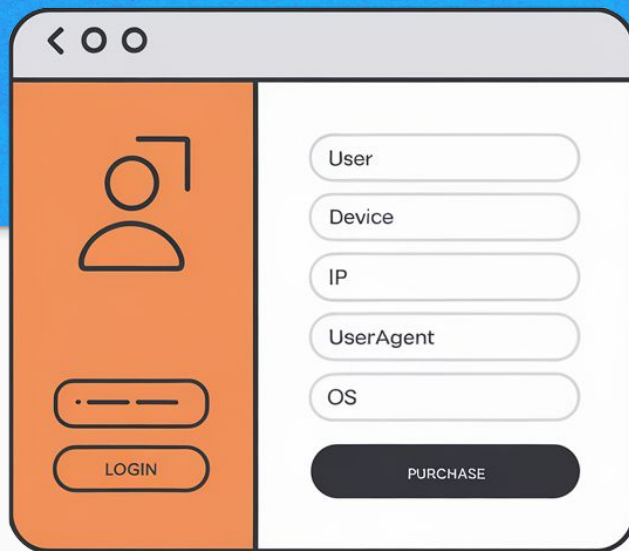 User
Device
IP
UserAgent
OS
LOGIN
PURCHASE